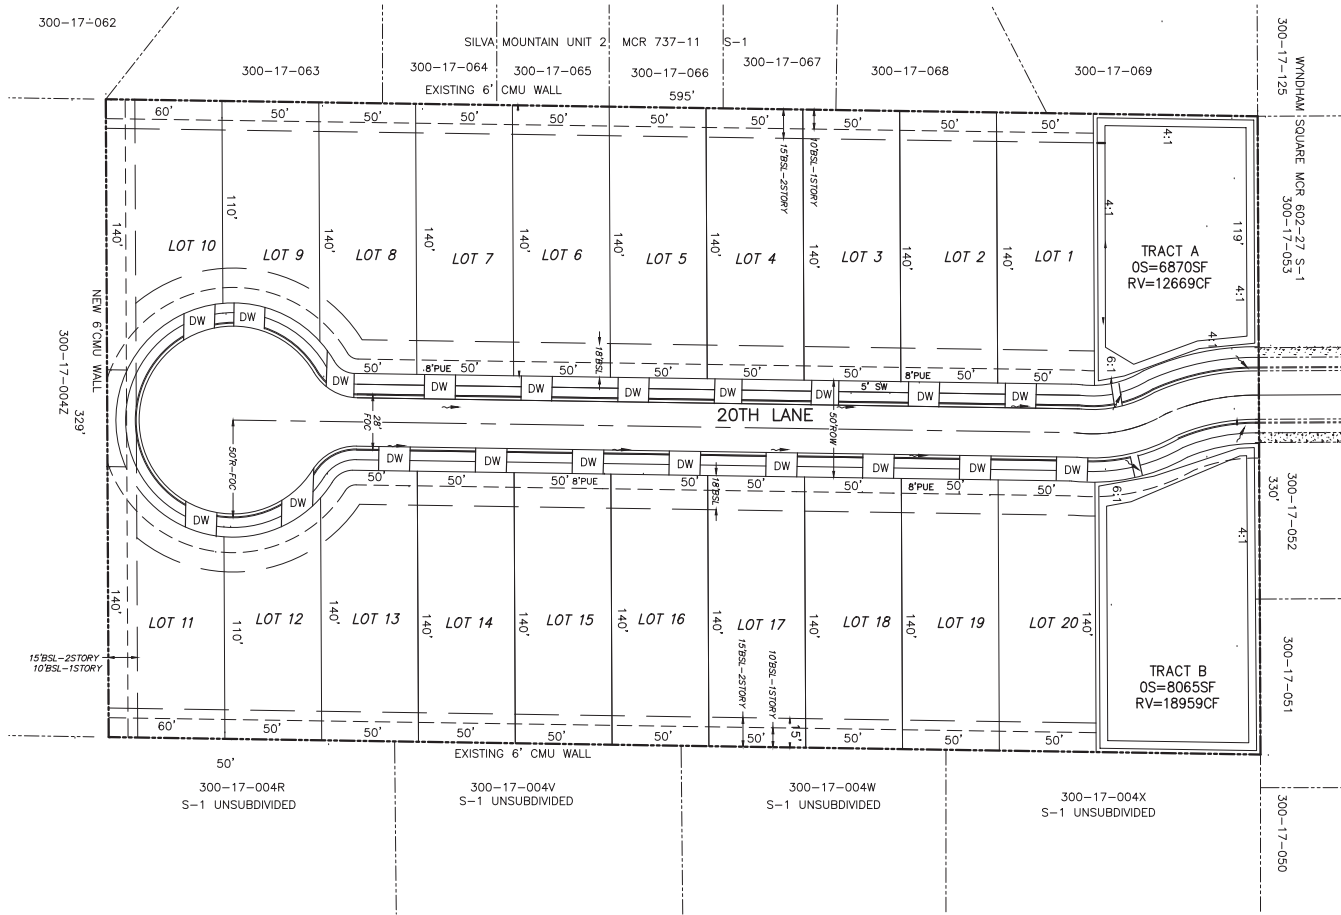 300-17-062
SILVA MOUNTAIN UNIT 2 MCR 737-11 S-1
300-17-063
300-17-064
300-17-065
300-17-066
300-17-067
300-17-068
300-17-069
300-17-125
EXISTING 6' CMU WALL
595'
WYNDHAM SQUARE MCR 602-27 S-1
300-17-053
60'
50'
50'
50'
50'
50'
50'
50'
50'
50'
15'BSL-2STORY
10'BSL-1STORY
4:1
4:1
119'
4:1
4:1
6:1
140'
110'
140'
140'
140'
140'
140'
140'
140'
140'
LOT 10
LOT 9
LOT 8
LOT 7
LOT 6
LOT 5
LOT 4
LOT 3
LOT 2
LOT 1
TRACT A
OS=6870SF
RV=12669CF
NEW 6'CMU WALL
300-17-004Z
329'
DW
DW
DW
DW
DW
DW
DW
DW
DW
DW
50'
50'
50'
50'
50'
50'
50'
50'
8'PUE
18'BSL
8'PUE
5' SW
28'
FOC
20TH LANE
50'ROW
50'R-FOC
DW
DW
DW
DW
DW
DW
DW
DW
DW
DW
50'
50'
50'
8'PUE
50'
50'
50'
50'
8'PUE
50'
18'BSL
6:1
4:1
330'
300-17-052
140'
110'
140'
140'
140'
140'
140'
140'
140'
140'
LOT 11
LOT 12
LOT 13
LOT 14
LOT 15
LOT 16
LOT 17
LOT 18
LOT 19
LOT 20
15'BSL-2STORY
10'BSL-1STORY
15'BSL-2STORY
10'BSL-1STORY
15'
TRACT B
OS=8065SF
RV=18959CF
300-17-051
60'
50'
50'
50'
50'
50'
50'
50'
50'
50'
EXISTING 6' CMU WALL
50'
300-17-004R
S-1 UNSUBDIVIDED
300-17-004V
S-1 UNSUBDIVIDED
300-17-004W
S-1 UNSUBDIVIDED
300-17-004X
S-1 UNSUBDIVIDED
300-17-050